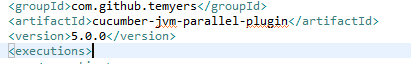 <groupId>com.github.temyers</groupId>
<artifactId>cucumber-jvm-parallel-plugin</artifactId>
<version>5.0.0</version>
<executions>